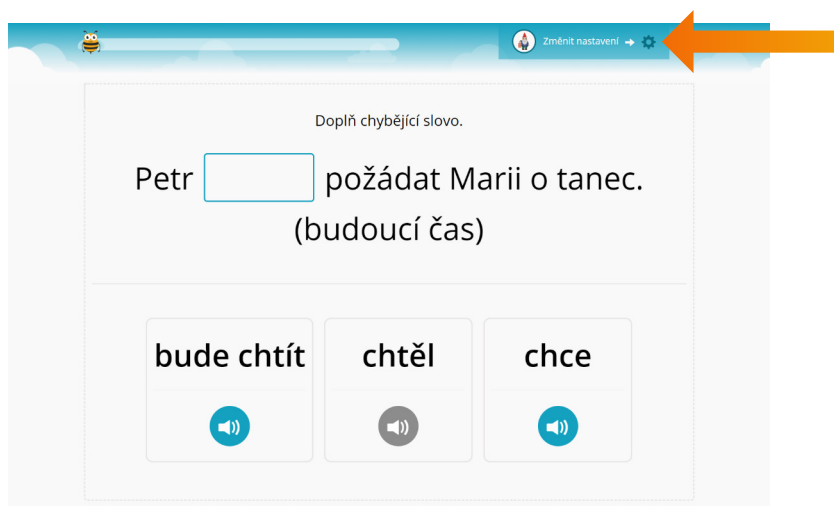 Změnit nastavení
Doplň chybějící slovo.
Petr požádat Marii o tanec.
(budoucí čas)
bude chtít
chtěl
chce